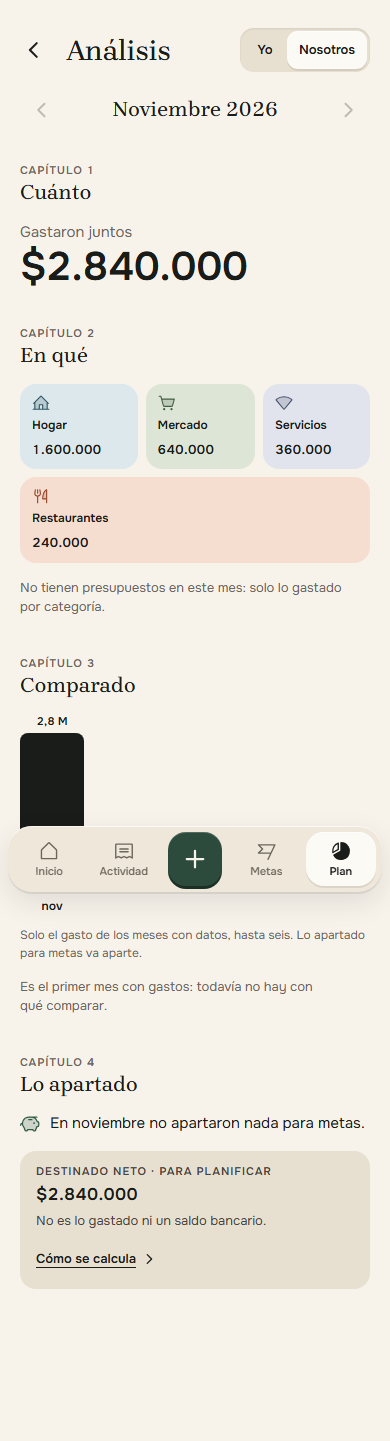 Análisis
Yo
Nosotros
Noviembre 2026
CAPÍTULO 1
Cuánto
Gastaron juntos
$2.840.000
CAPÍTULO 2
En qué
Hogar
1.600.000
Mercado
640.000
Servicios
360.000
Restaurantes
240.000
No tienen presupuestos en este mes: solo lo gastado
por categoría.
CAPÍTULO 3
Comparado
2,8 M
Inicio
Actividad
Metas
Plan
nov
Solo el gasto de los meses con datos, hasta seis. Lo apartado
para metas va aparte.
Es el primer mes con gastos: todavía no hay con
qué comparar.
CAPÍTULO 4
Lo apartado
En noviembre no apartaron nada para metas.
DESTINADO NETO · PARA PLANIFICAR
$2.840.000
No es lo gastado ni un saldo bancario.
Cómo se calcula